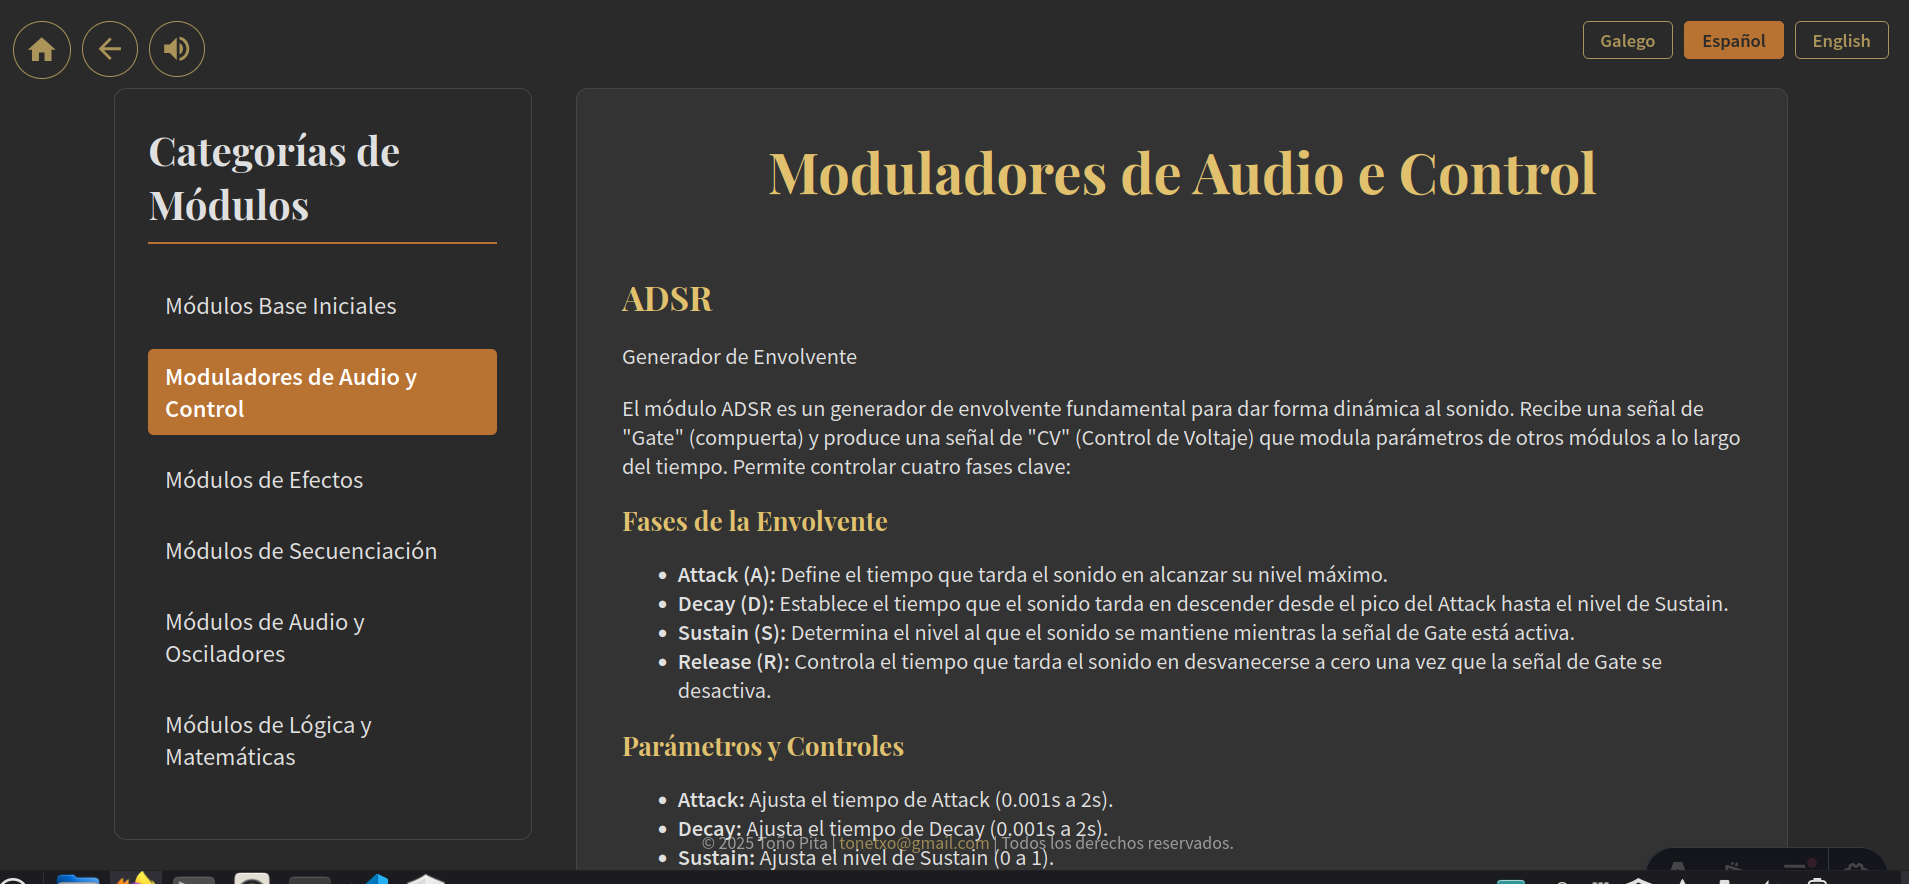 Galego
Español
English
Categorías de
Módulos
Módulos Base Iniciales
Moduladores de Audio y
Control
Módulos de Efectos
Módulos de Secuenciación
Módulos de Audio y
Osciladores
Módulos de Lógica y
Matemáticas
Moduladores de Audio e Control
ADSR
Generador de Envolvente
El módulo ADSR es un generador de envolvente fundamental para dar forma dinámica al sonido. Recibe una señal de
"Gate" (compuerta) y produce una señal de "CV" (Control de Voltaje) que modula parámetros de otros módulos a lo largo
del tiempo. Permite controlar cuatro fases clave:
Fases de la Envolvente
Attack (A): Define el tiempo que tarda el sonido en alcanzar su nivel máximo.
Decay (D): Establece el tiempo que el sonido tarda en descender desde el pico del Attack hasta el nivel de Sustain.
Sustain (S): Determina el nivel al que el sonido se mantiene mientras la señal de Gate está activa.
Release (R): Controla el tiempo que tarda el sonido en desvanecerse a cero una vez que la señal de Gate se
desactiva.
Parámetros y Controles
Attack: Ajusta el tiempo de Attack (0.001s a 2s).
Decay: Ajusta el tiempo de Decay (0.001s a 2s).
© 2025 Toño Pita | tonetxo@gmail.com | Todos los derechos reservados.
Sustain: Ajusta el nivel de Sustain (0 a 1).